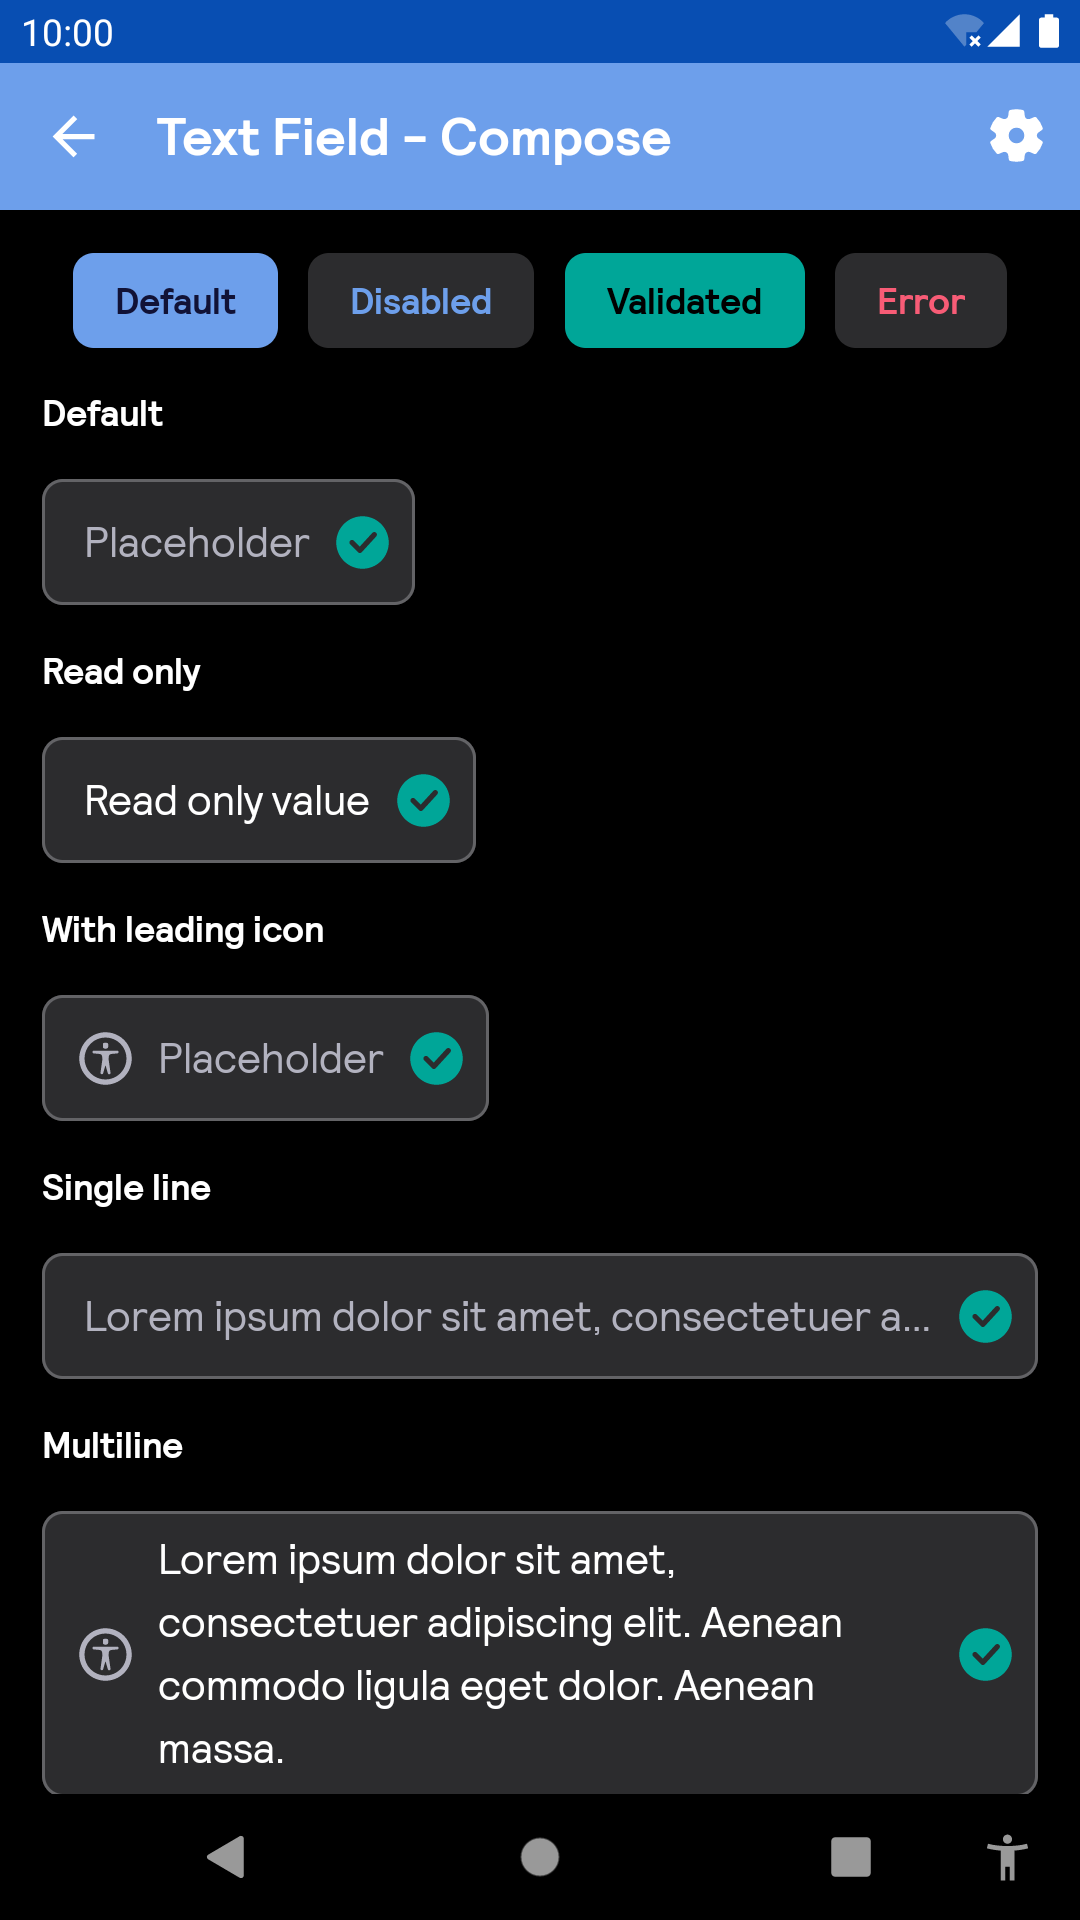 10:00
Text Field - Compose
Default
Disabled
Validated
Error
Default
Placeholder
Read only
Read only value
With leading icon
Placeholder
Single line
Lorem ipsum dolor sit amet, consectetuer a...
Multiline
Lorem ipsum dolor sit amet,
consectetuer adipiscing elit. Aenean
commodo ligula eget dolor. Aenean
massa.